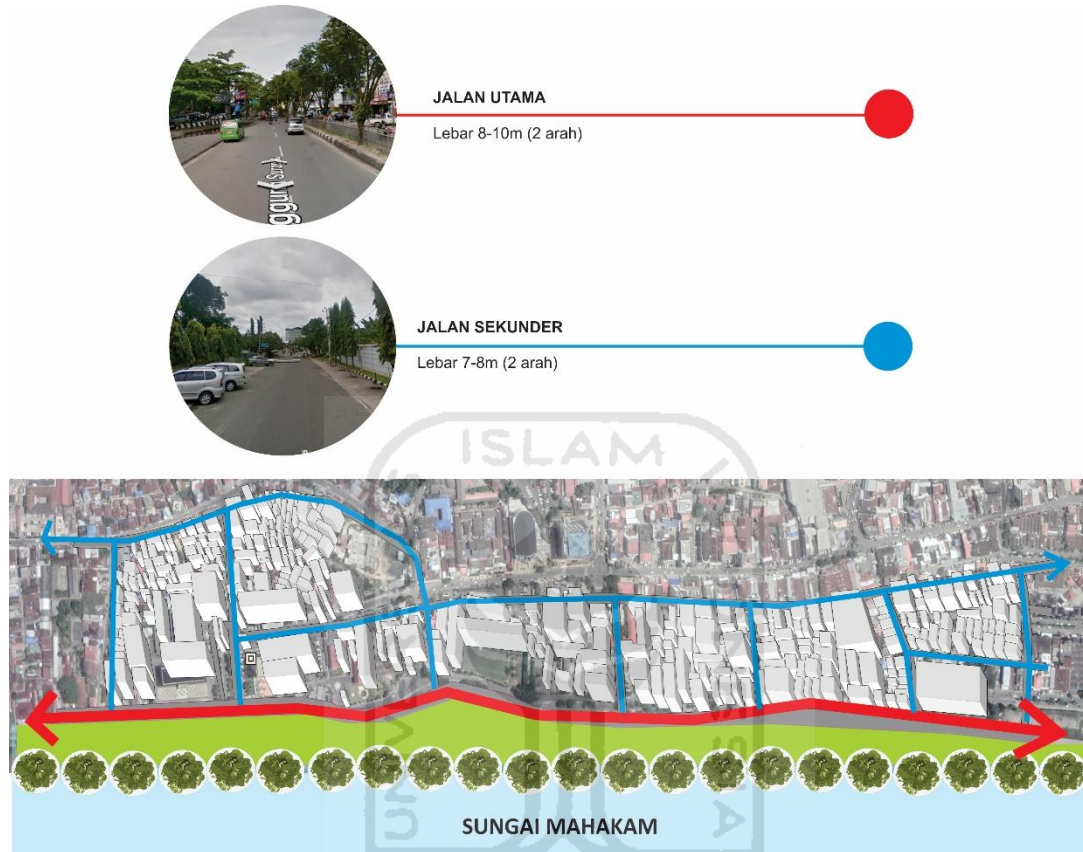 JALAN UTAMA
Lebar 8-10m (2 arah)
JALAN SEKUNDER
Lebar 7-8m (2 arah)
ISLAM
SUNGAI MAHAKAM